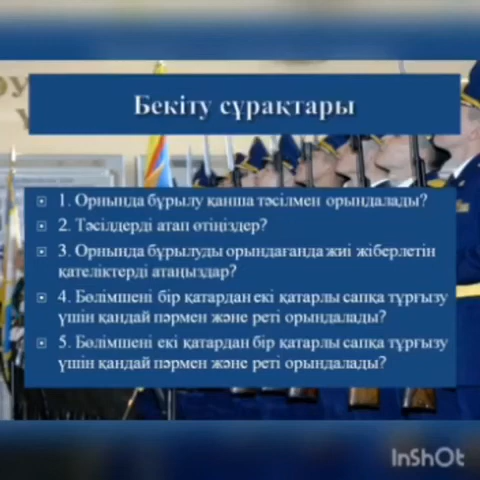 Бекіту сұрақтары
1. Орнында бұрылу қанша тәсілмен орындалады?
2. Тәсілдерді атап өтіңіздер?
3. Орнында бұрылуды орындағанда жиі жіберлетін
қателіктерді атаңыздар?
4. Бөлімшені бір қатардан екі қатарлы сапқа тұрғызу
үшін қандай пәрмен және реті орындалады?
5. Бөлімшені екі қатардан бір қатарлы сапқа тұрғызу
үшін қандай пәрмен және реті орындалады?
InShOt